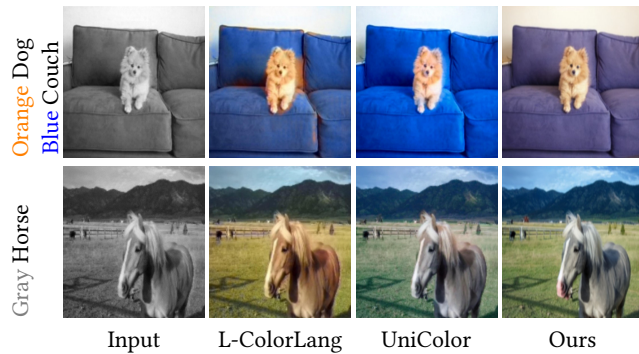 Orange Dog
Blue Couch
Gray Horse
Input
L-ColorLang
UniColor
Ours